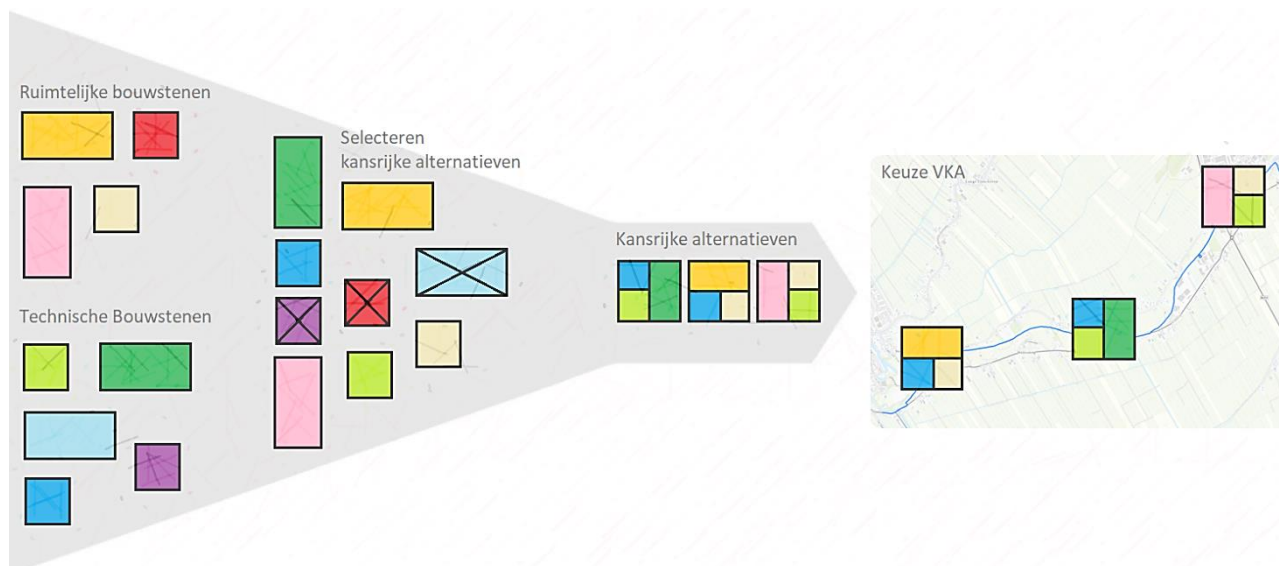 Ruimtelijke bouwstenen
Selecteren
kansrijke alternatieven
Technische Bouwstenen
Kansrijke alternatieven
Keuze VKA